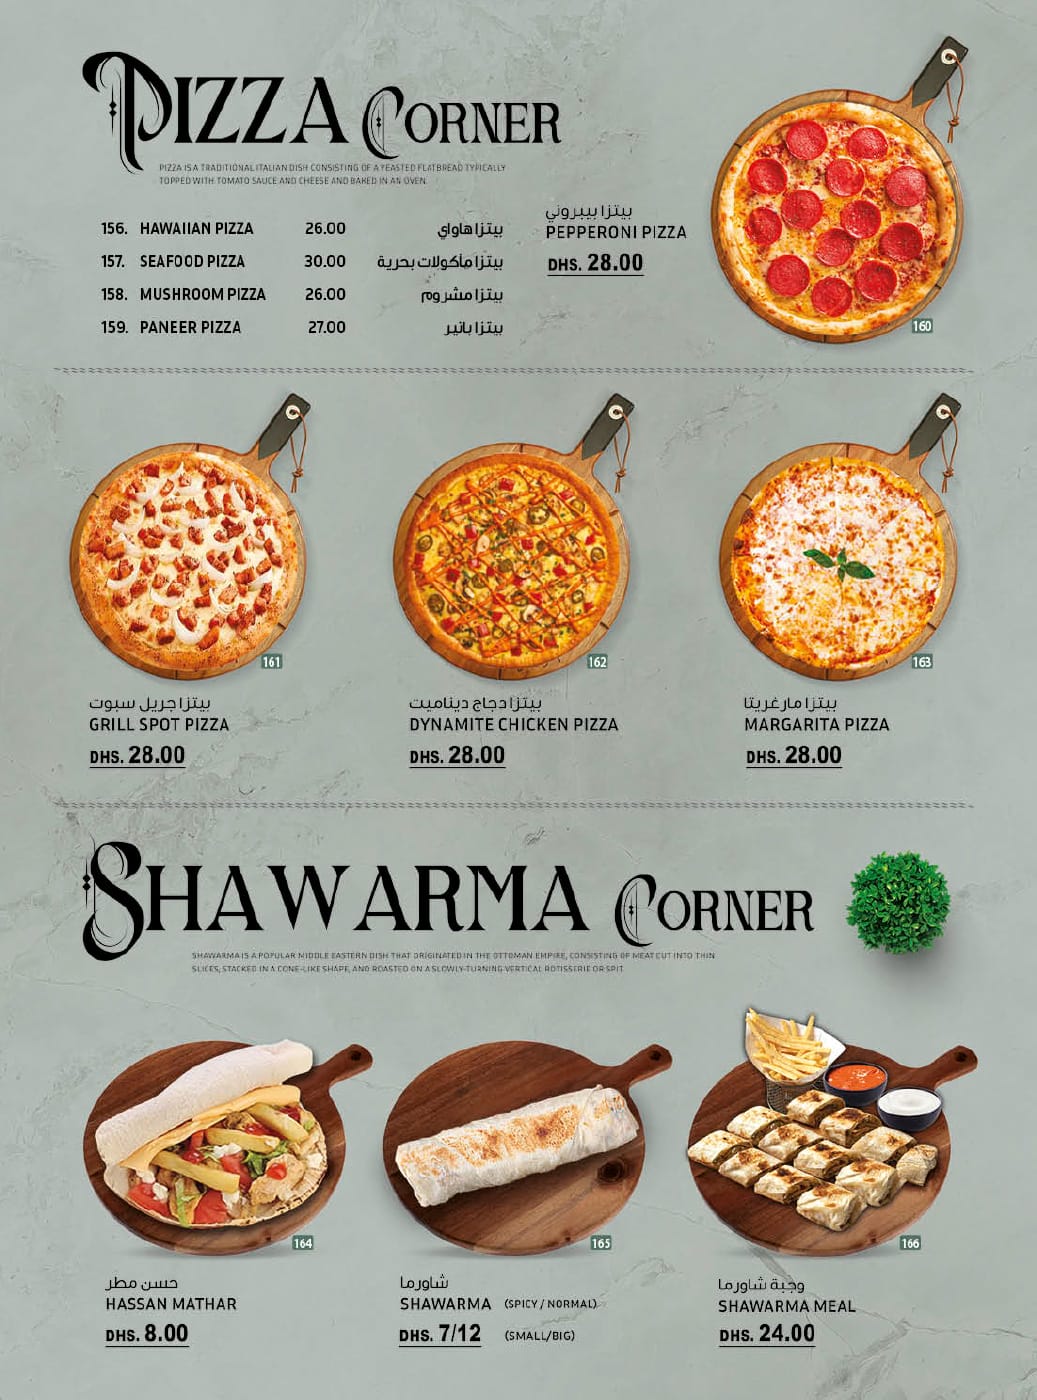 PIZZA CORNER
PIZZA IS A TRADITIONAL ITALIAN DISH CONSISTING OF A YEASTED FLATBREAD TYPICALLY
TOPPED WITH TOMATO SAUCE AND CHEESE AND BAKED IN AN OVEN.
156. HAWAIIAN PIZZA 26.00 بيتزا هاواي
157. SEAFOOD PIZZA 30.00 بيتزا مأكولات بحرية
158. MUSHROOM PIZZA 26.00 بيتزا مشروم
159. PANEER PIZZA 27.00 بيتزا بانير
بيتزا بيبروني
PEPPERONI PIZZA
DHS. 28.00
160
161
بيتزا جريل سبوت
GRILL SPOT PIZZA
DHS. 28.00
162
بيتزا دجاج ديناميت
DYNAMITE CHICKEN PIZZA
DHS. 28.00
163
بيتزا مارغريتا
MARGARITA PIZZA
DHS. 28.00
SHAWARMA CORNER
SHAWARMA IS A POPULAR MIDDLE EASTERN DISH THAT ORIGINATED IN THE OTTOMAN EMPIRE, CONSISTING OF MEAT CUT INTO THIN
SLICES, STACKED IN A CONE-LIKE SHAPE, AND ROASTED ON A SLOWLY-TURNING VERTICAL ROTISSERIE OR SPIT.
164
حسن مطر
HASSAN MATHAR
DHS. 8.00
165
شاورما
SHAWARMA (SPICY / NORMAL)
DHS. 7/12 (SMALL/BIG)
166
وجبة شاورما
SHAWARMA MEAL
DHS. 24.00